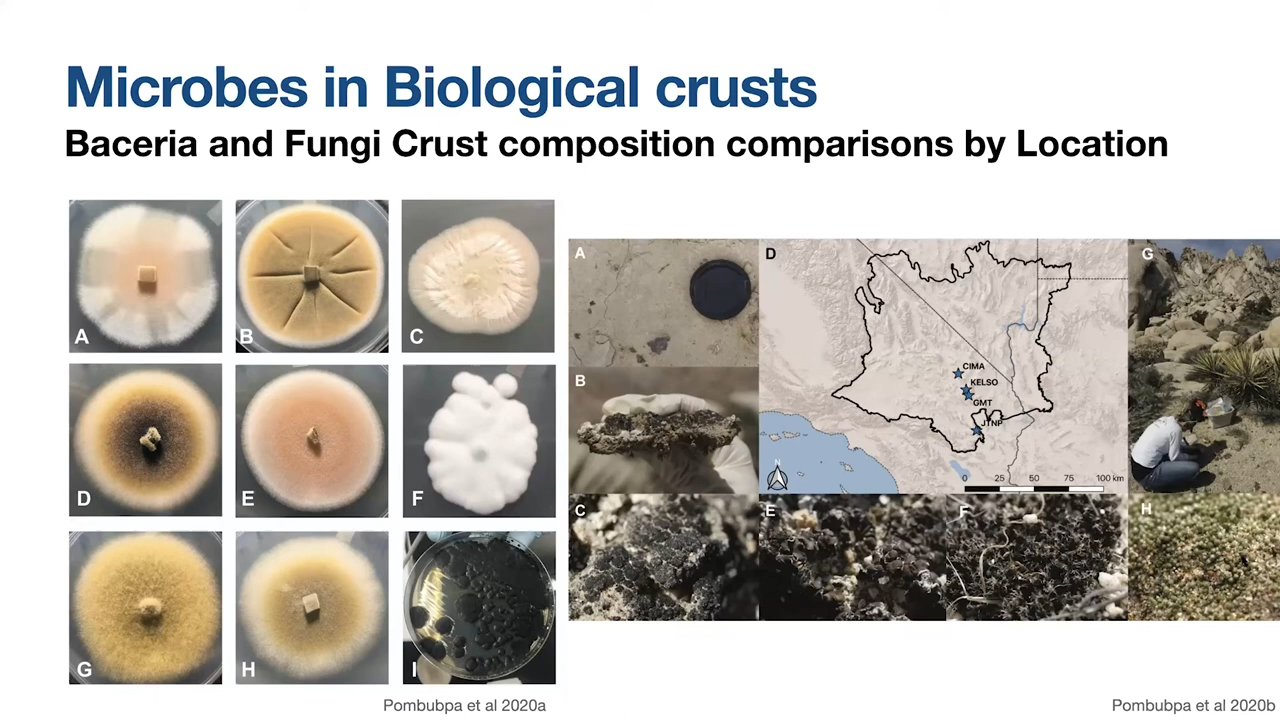 Microbes in Biological crusts
Baceria and Fungi Crust composition comparisons by Location
A
B
C
D
E
F
G
H
I
Pombubpa et al 2020a
A
B
C
D
CIMA
KELSO
GMT
JTNP
N
0 25 50 75 100 km
E
F
G
H
Pombubpa et al 2020b